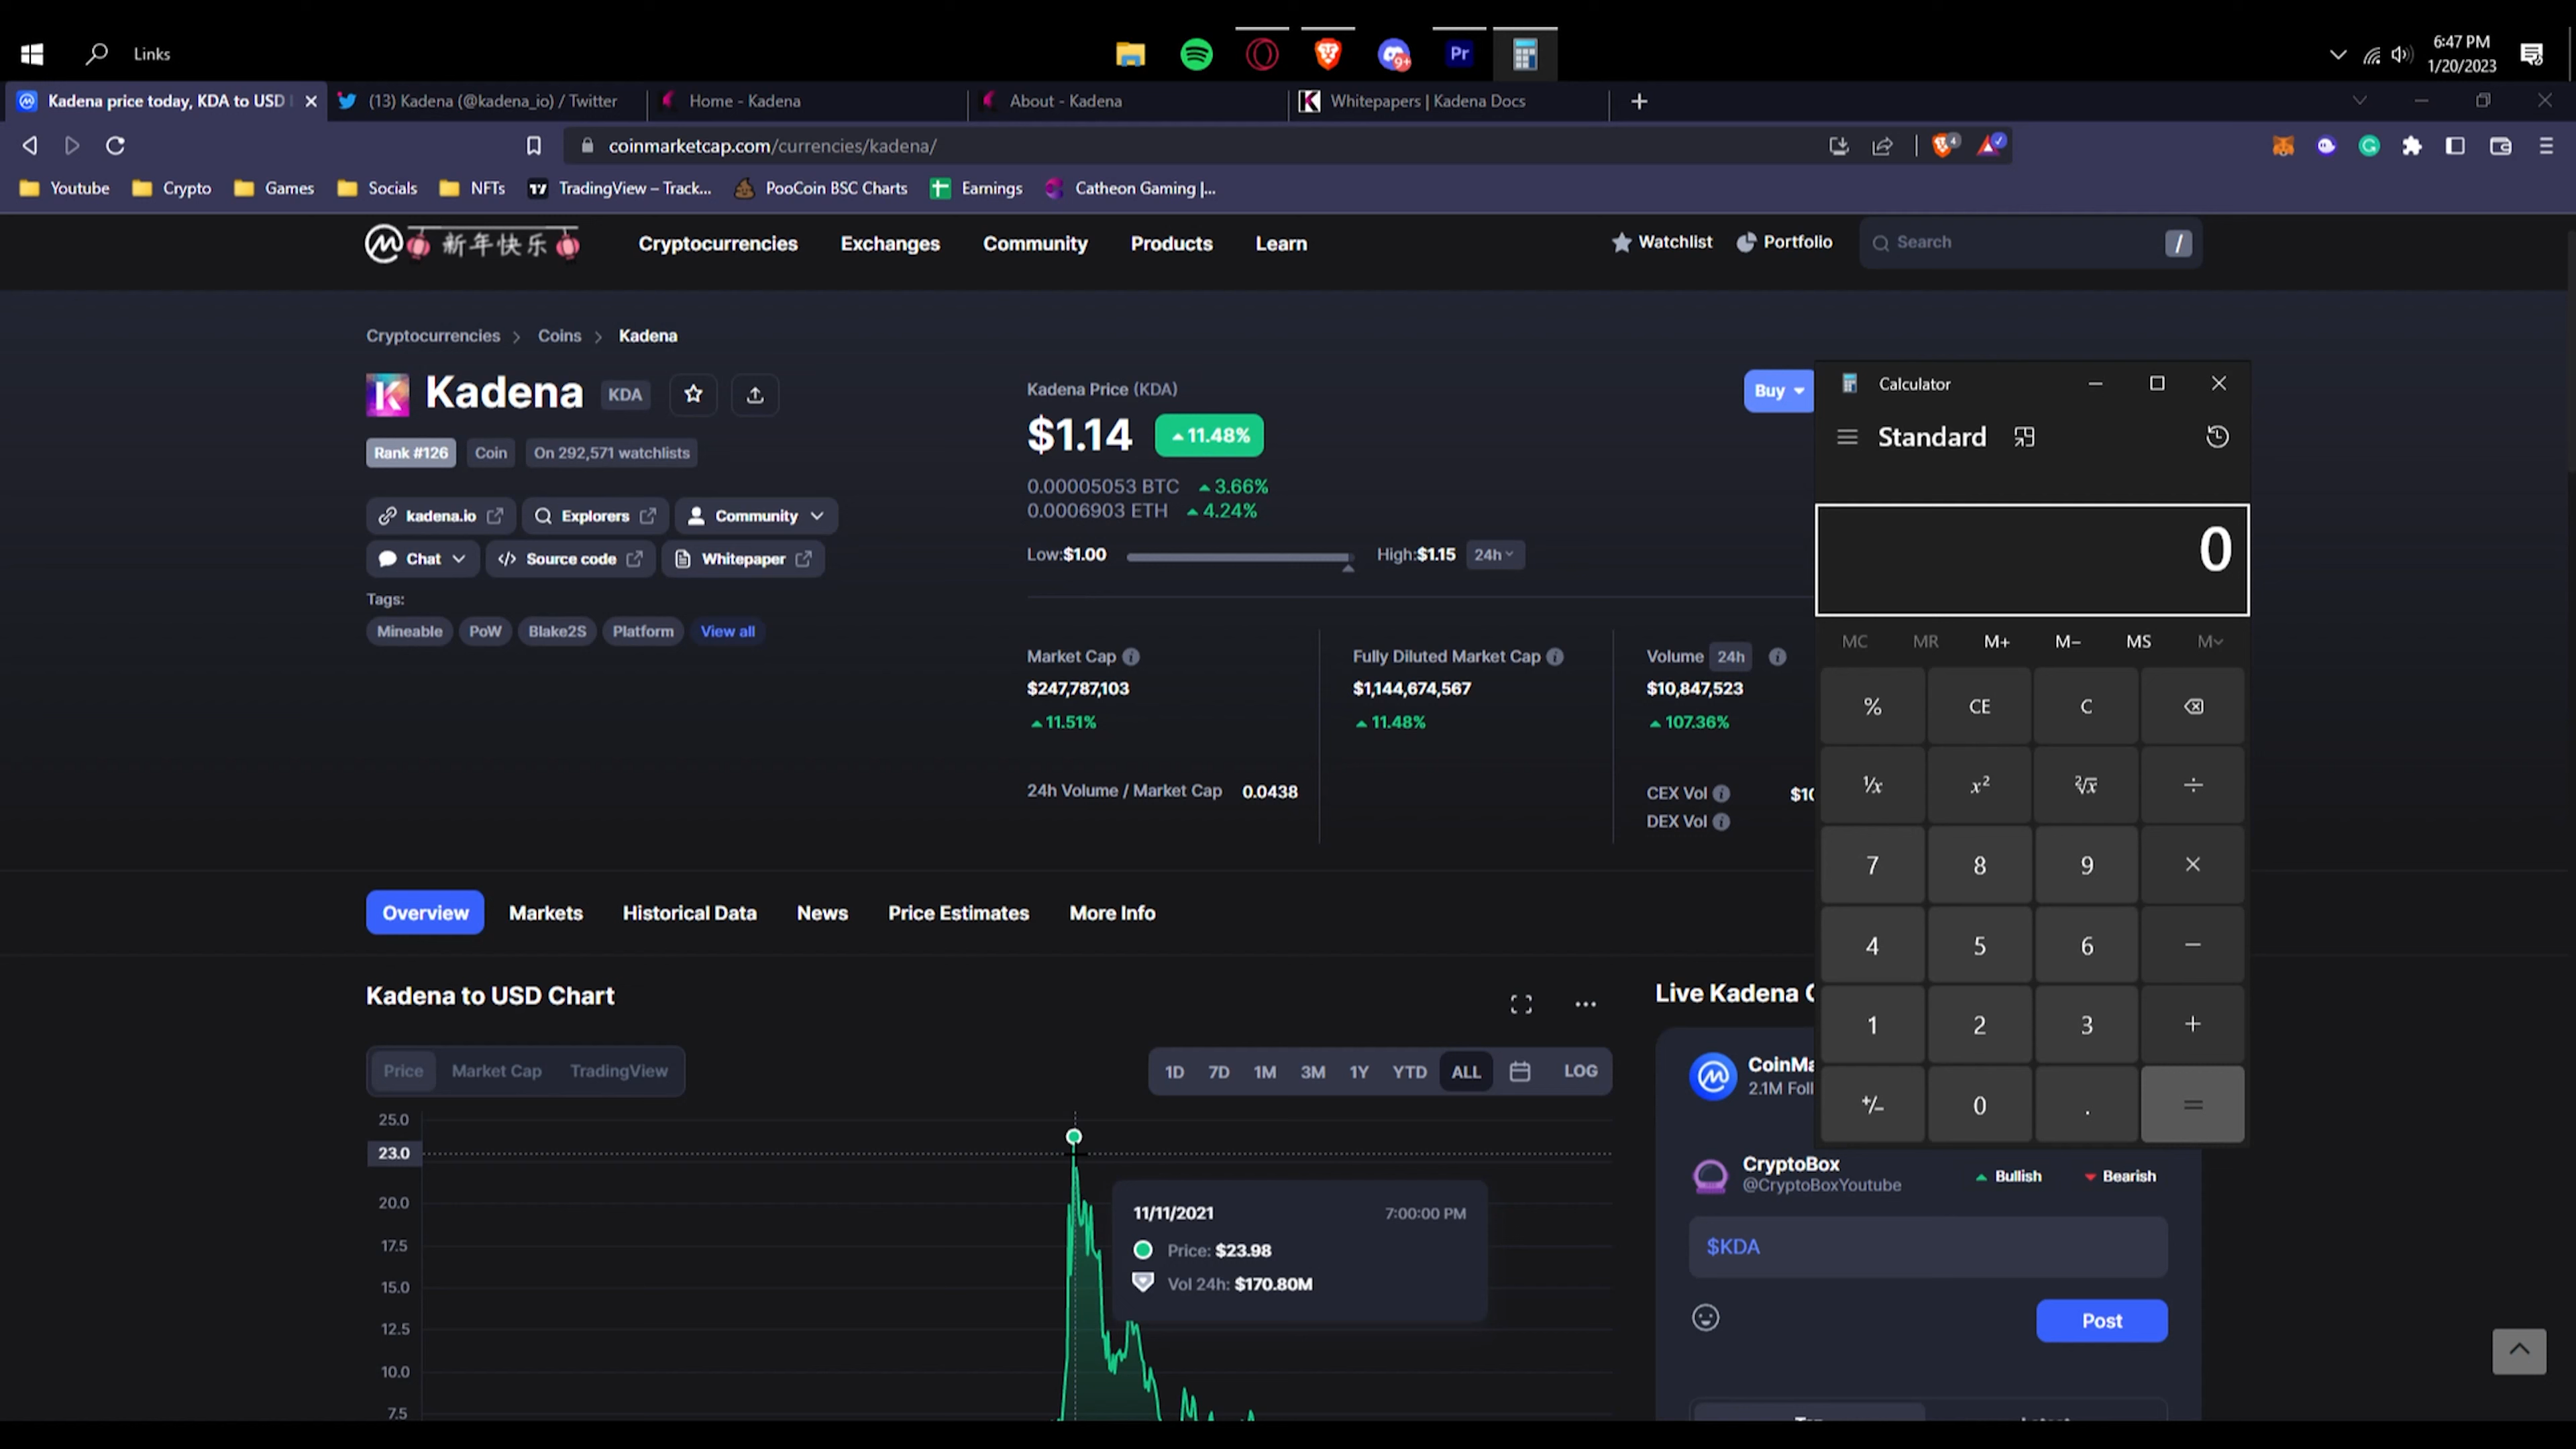 Links
6:47 PM
1/20/2023
9+
Pr
Kadena price today, KDA to USD
(13) Kadena (@kadena_io) / Twitter
Home - Kadena
About - Kadena
Whitepapers | Kadena Docs
coinmarketcap.com/currencies/kadena/
4
Youtube
Crypto
Games
Socials
NFTs
TradingView – Track...
PooCoin BSC Charts
Earnings
Catheon Gaming |...
新年快乐
Cryptocurrencies
Exchanges
Community
Products
Learn
Watchlist
Portfolio
Search
/
Cryptocurrencies > Coins > Kadena
Kadena KDA
Rank #126
Coin
On 292,571 watchlists
kadena.io
Explorers
Community
Chat
Source code
Whitepaper
Tags:
Mineable
PoW
Blake2S
Platform
View all
Kadena Price (KDA)
$1.14 11.48%
0.00005053 BTC 3.66%
0.0006903 ETH 4.24%
Low:$1.00
High:$1.15
24h
Buy
Market Cap
$247,787,103
11.51%
24h Volume / Market Cap 0.0438
Fully Diluted Market Cap
$1,144,674,567
11.48%
Volume 24h
$10,847,523
107.36%
CEX Vol $10
DEX Vol
Calculator
Standard
0
MC MR M+ M− MS M
% CE C
1/x x² ²√x ÷
7 8 9 ×
4 5 6 −
1 2 3 +
+/− 0 . =
Overview
Markets
Historical Data
News
Price Estimates
More Info
Kadena to USD Chart
Price
Market Cap
TradingView
1D 7D 1M 3M 1Y YTD ALL LOG
25.0
23.0
20.0
17.5
15.0
12.5
10.0
7.5
11/11/2021 7:00:00 PM
Price: $23.98
Vol 24h: $170.80M
Live Kadena
CoinMa
2.1M Foll
CryptoBox
@CryptoBoxYoutube
Bullish
Bearish
$KDA
Post